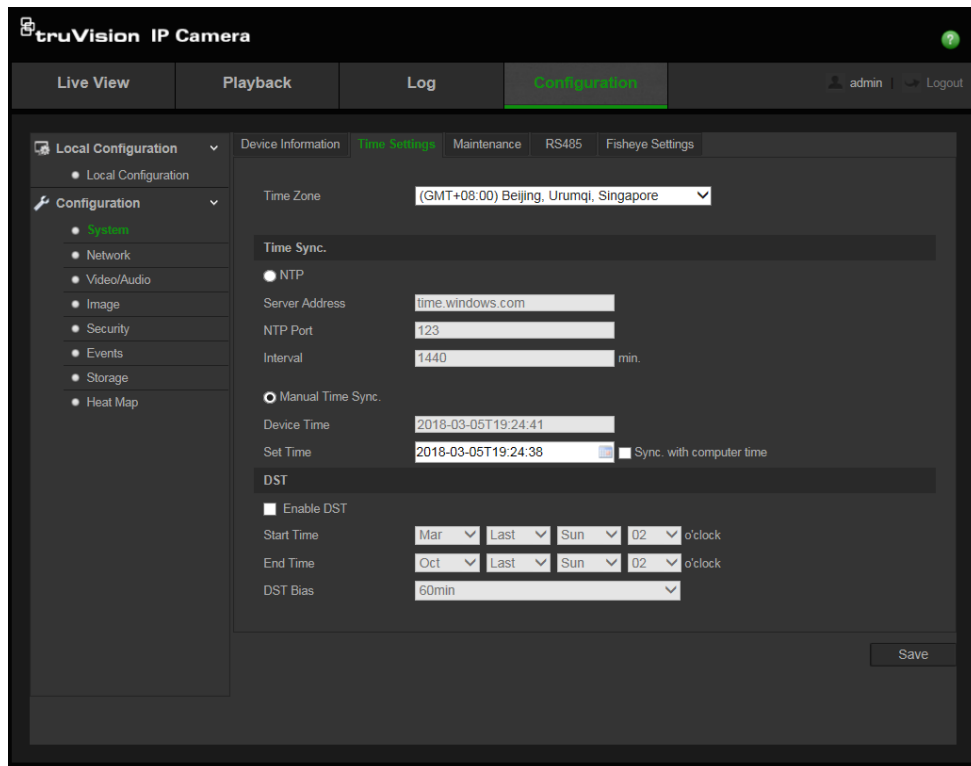 truVision IP Camera
?
Live View Playback Log Configuration admin | Logout
Local Configuration
Local Configuration
Configuration
System
Network
Video/Audio
Image
Security
Events
Storage
Heat Map
Device Information Time Settings Maintenance RS485 Fisheye Settings
Time Zone (GMT+08:00) Beijing, Urumqi, Singapore
Time Sync.
NTP
Server Address time.windows.com
NTP Port 123
Interval 1440 min.
Manual Time Sync.
Device Time 2018-03-05T19:24:41
Set Time 2018-03-05T19:24:38 Sync. with computer time
DST
Enable DST
Start Time Mar Last Sun 02 o'clock
End Time Oct Last Sun 02 o'clock
DST Bias 60min
Save